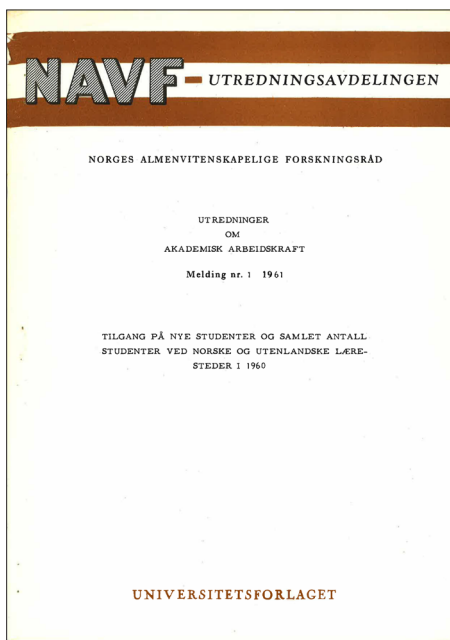 NAVF - UTREDNINGSAVDELINGEN
NORGES ALMENVITENSKAPELIGE FORSKNINGSRÅD
UTREDNINGER
OM
AKADEMISK ARBEIDSKRAFT
Melding nr. 1 1961
TILGANG PÅ NYE STUDENTER OG SAMLET ANTALL
STUDENTER VED NORSKE OG UTENLANDSKE LÆRE-
STEDER I 1960
UNIVERSITETSFORLAGET